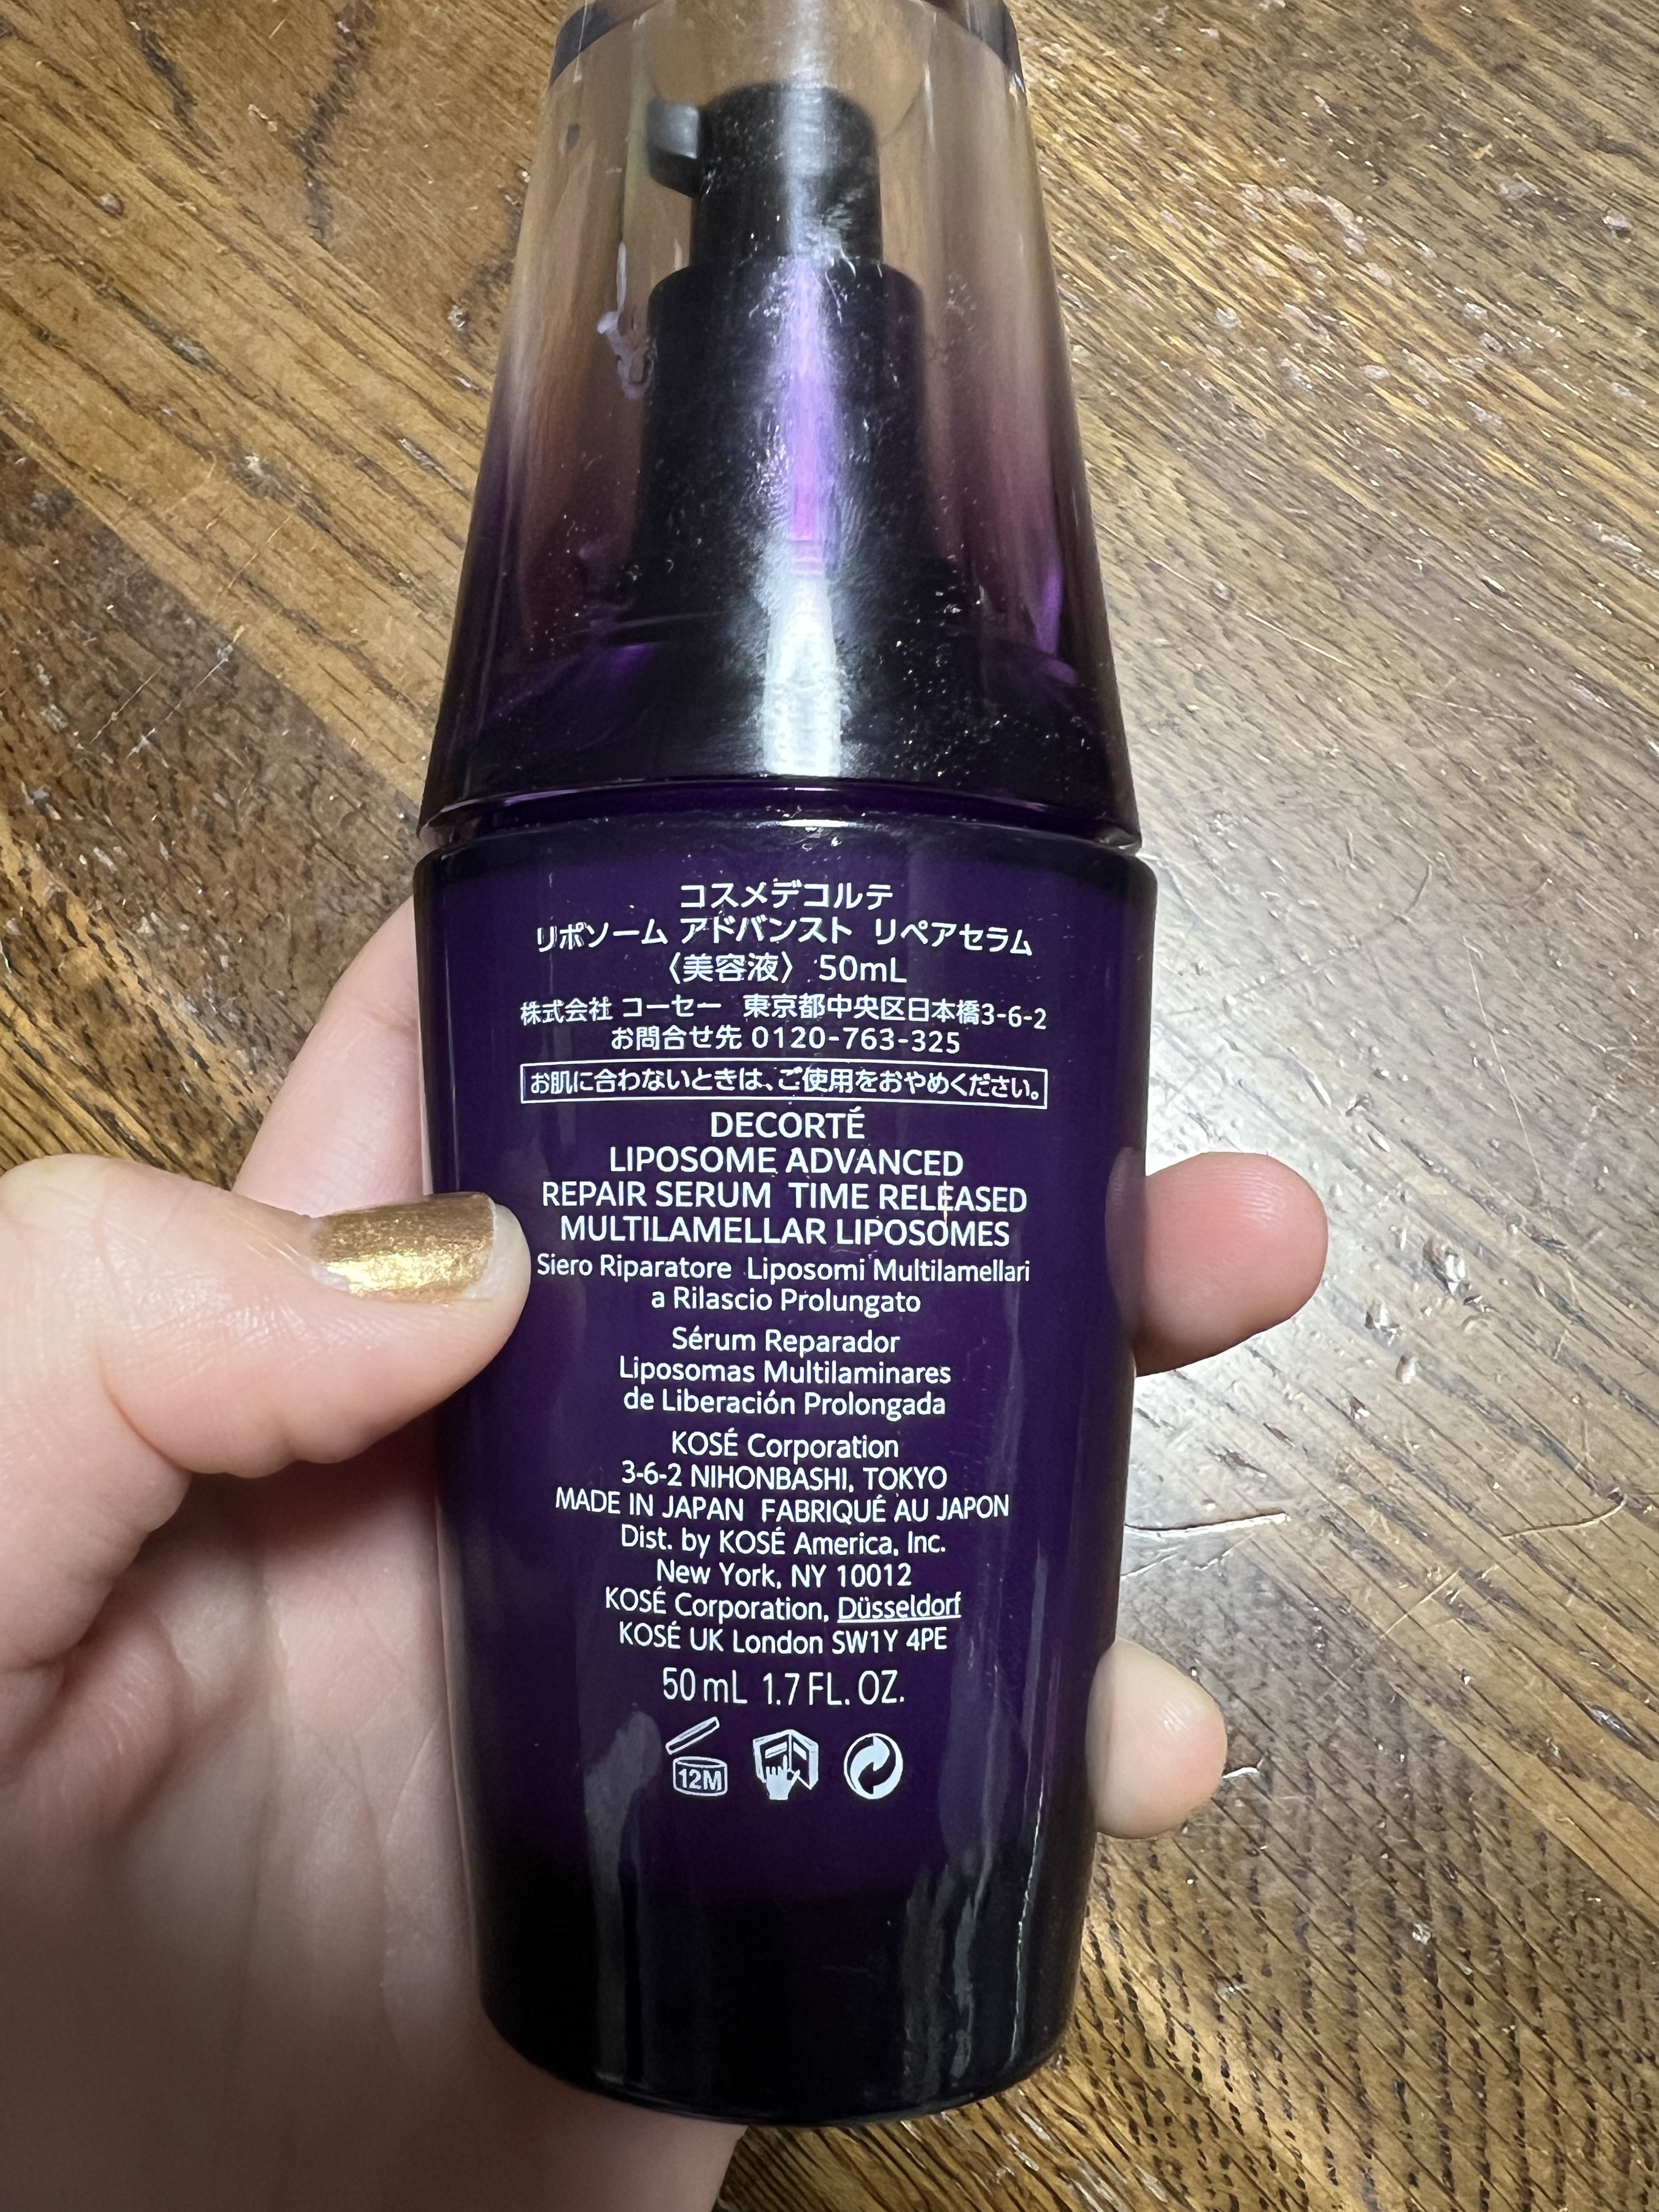 コスメデコルテ
リポソーム アドバンスト リペアセラム
〈美容液〉 50mL
株式会社 コーセー 東京都中央区日本橋3-6-2
お問合せ先 0120-763-325
お肌に合わないときは、ご使用をおやめください。
DECORTÉ
LIPOSOME ADVANCED
REPAIR SERUM TIME RELEASED
MULTILAMELLAR LIPOSOMES
Siero Riparatore Liposomi Multilamellari
a Rilascio Prolungato
Sérum Reparador
Liposomas Multilaminares
de Liberación Prolongada
KOSÉ Corporation
3-6-2 NIHONBASHI, TOKYO
MADE IN JAPAN FABRIQUÉ AU JAPON
Dist. by KOSÉ America, Inc.
New York, NY 10012
KOSÉ Corporation, Düsseldorf
KOSÉ UK London SW1Y 4PE
50 mL 1.7 FL. OZ.
12M